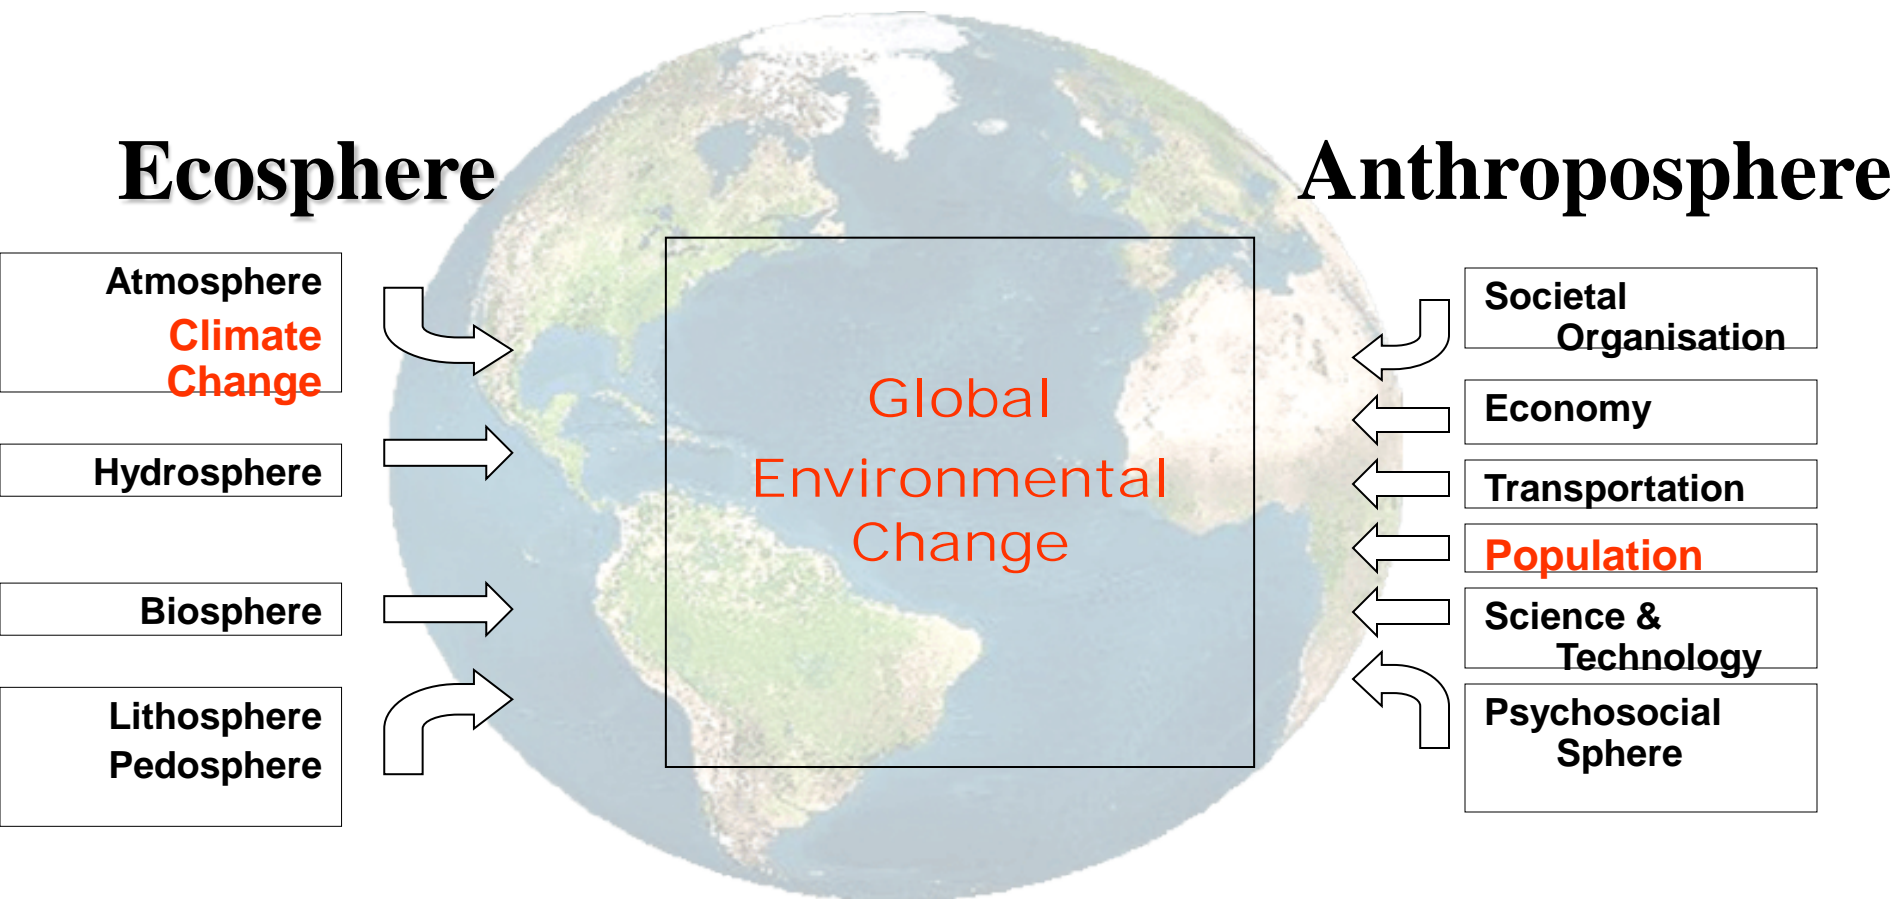 Ecosphere
Anthroposphere
Atmosphere
Climate
Change
Hydrosphere
Biosphere
Lithosphere
Pedosphere
Global
Environmental
Change
Societal
Organisation
Economy
Transportation
Population
Science &
Technology
Psychosocial
Sphere